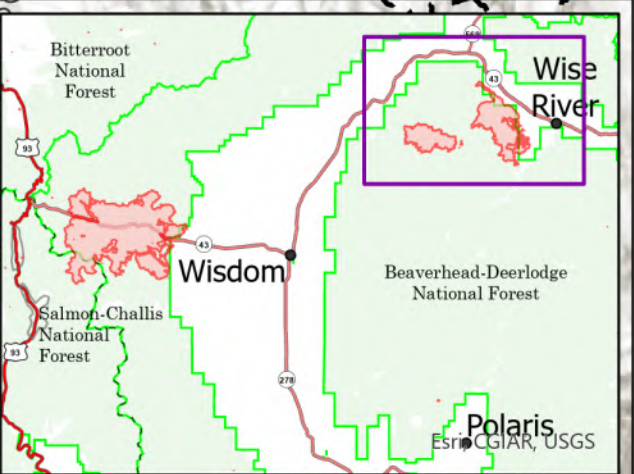 Bitterroot
National
Forest
569
43
Wise
River
93
43
Wisdom
Beaverhead-Deerlodge
National Forest
Salmon-Challis
National
Forest
93
278
Polaris
Esri, CGIAR, USGS